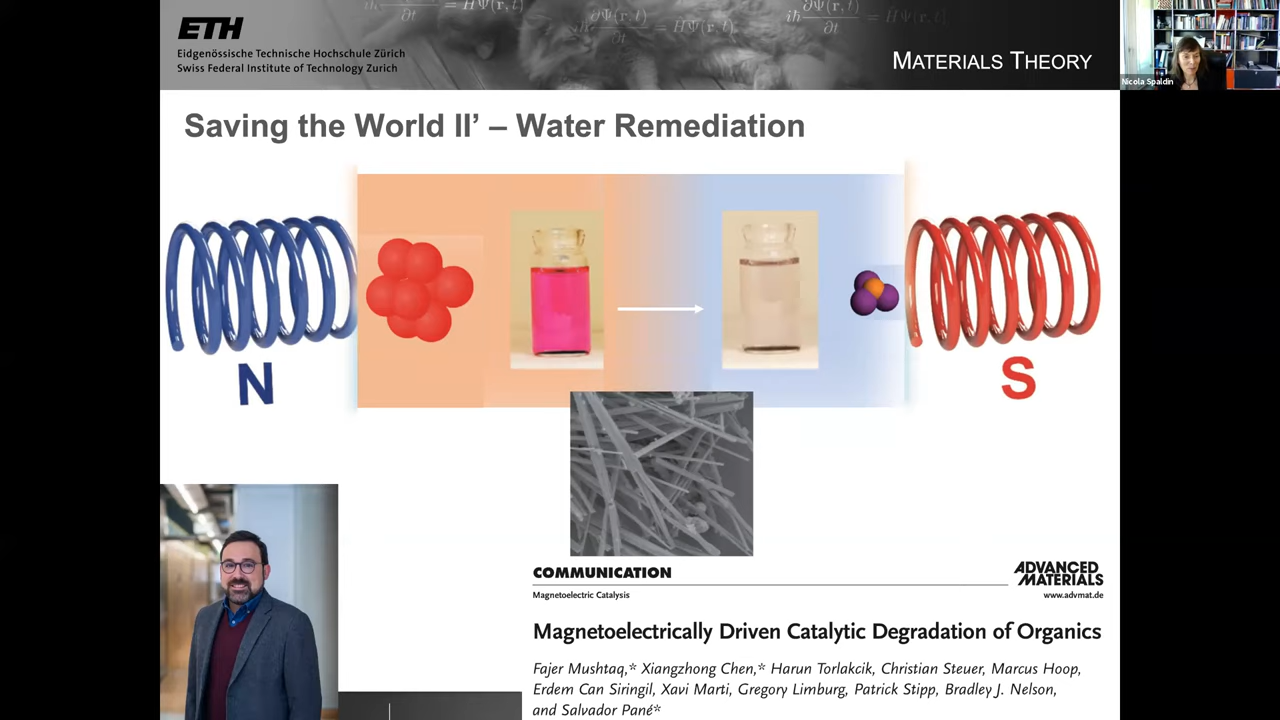 ETH
Eidgenössische Technische Hochschule Zürich
Swiss Federal Institute of Technology Zurich
MATERIALS THEORY
Nicola Spaldin
Saving the World II’ – Water Remediation
N
S
COMMUNICATION
ADVANCED
MATERIALS
Magnetoelectric Catalysis
www.advmat.de
Magnetoelectrically Driven Catalytic Degradation of Organics
Fajer Mushtaq,* Xiangzhong Chen,* Harun Torlakcik, Christian Steuer, Marcus Hoop,
Erdem Can Siringil, Xavi Marti, Gregory Limburg, Patrick Stipp, Bradley J. Nelson,
and Salvador Pané*